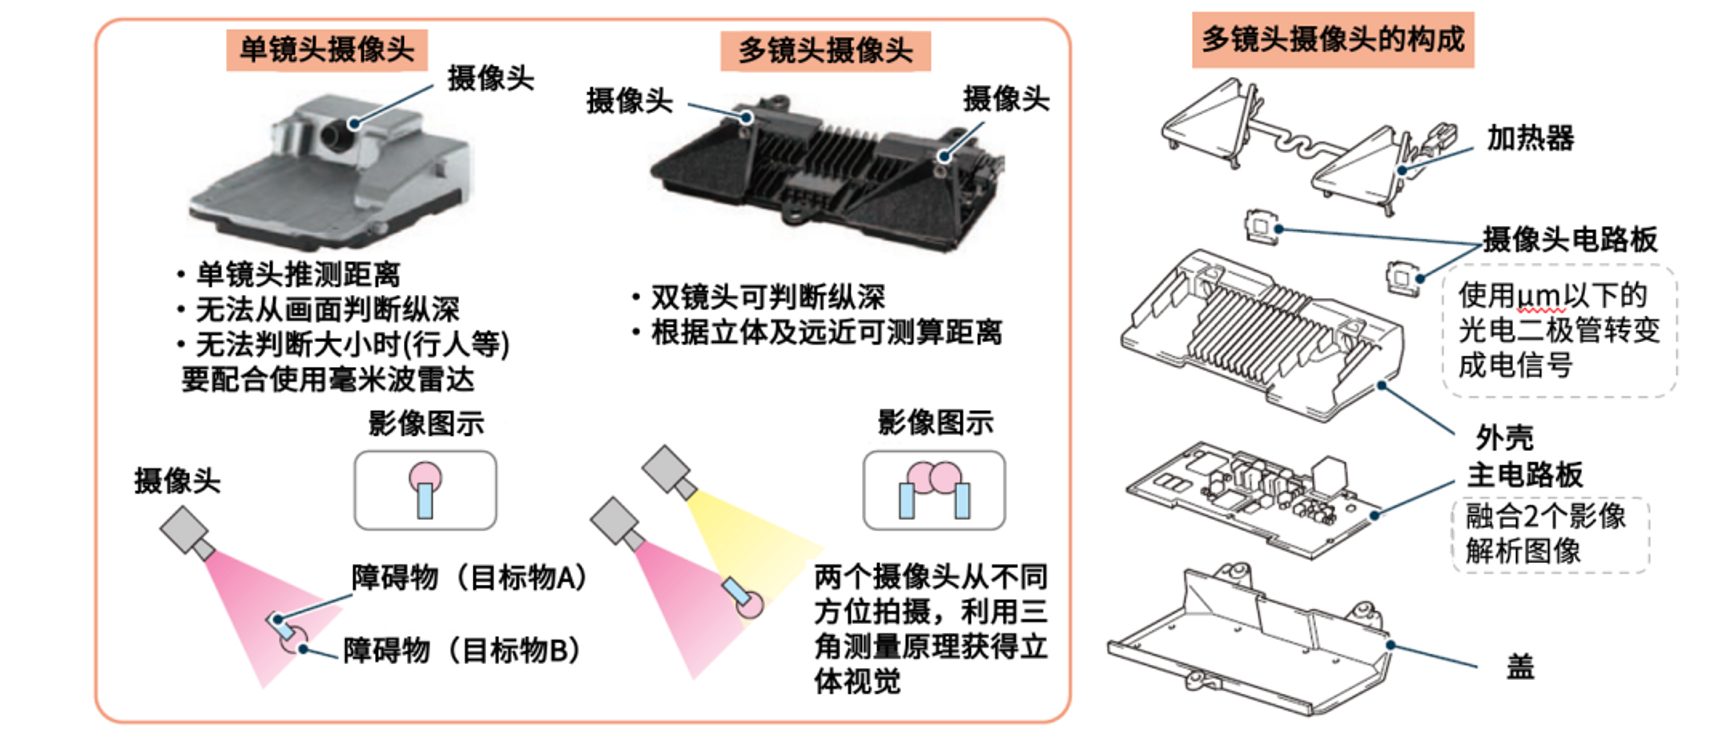 单镜头摄像头
摄像头
・单镜头推测距离
・无法从画面判断纵深
・无法判断大小时(行人等)
要配合使用毫米波雷达
影像图示
摄像头
障碍物（目标物A）
障碍物（目标物B）
多镜头摄像头
摄像头
摄像头
・双镜头可判断纵深
・根据立体及远近可测算距离
影像图示
两个摄像头从不同
方位拍摄，利用三
角测量原理获得立
体视觉
多镜头摄像头的构成
加热器
摄像头电路板
使用μm以下的
光电二极管转变
成电信号
外壳
主电路板
融合2个影像
解析图像
盖